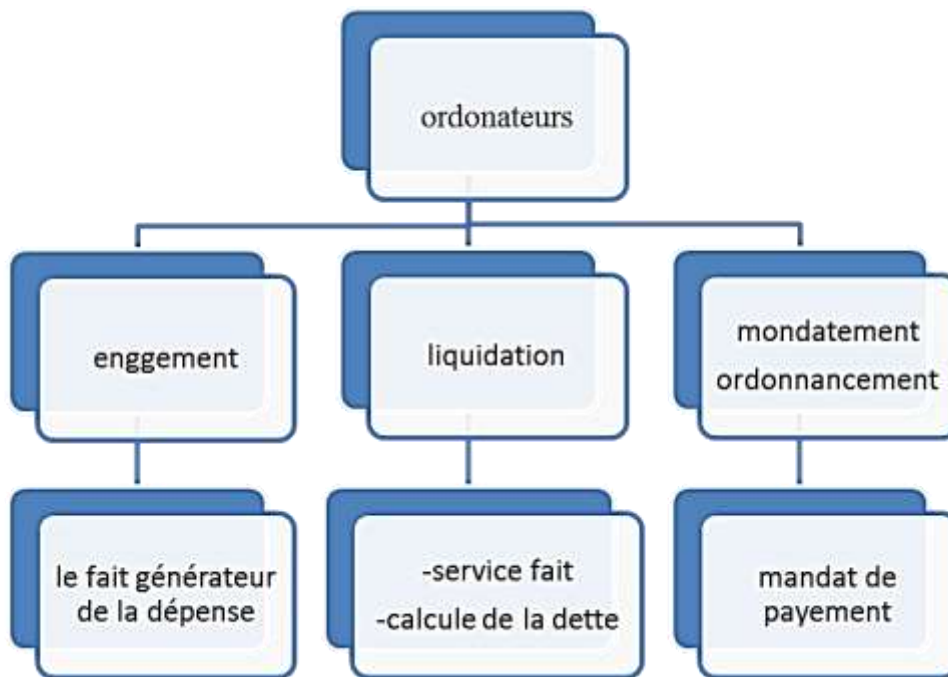 ordonateurs
enggement
liquidation
mondatement
ordonnancement
le fait générateur
de la dépense
-service fait
-calcule de la dette
mandat de
payement